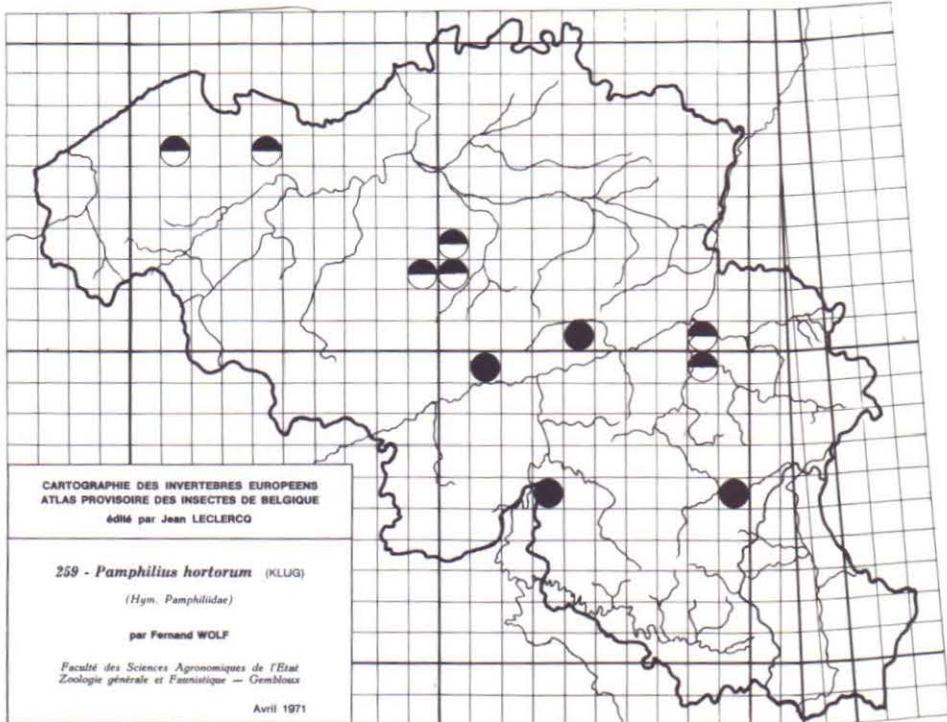 CARTOGRAPHIE DES INVERTEBRES EUROPEENS
ATLAS PROVISOIRE DES INSECTES DE BELGIQUE
édité par Jean LECLERCQ
259 - Pamphilius hortorum (KLUG)
(Hym. Pamphiliidae)
par Fernand WOLF
Faculté des Sciences Agronomiques de l'Etat
Zoologie générale et Faunistique — Gembloux
Avril 1971